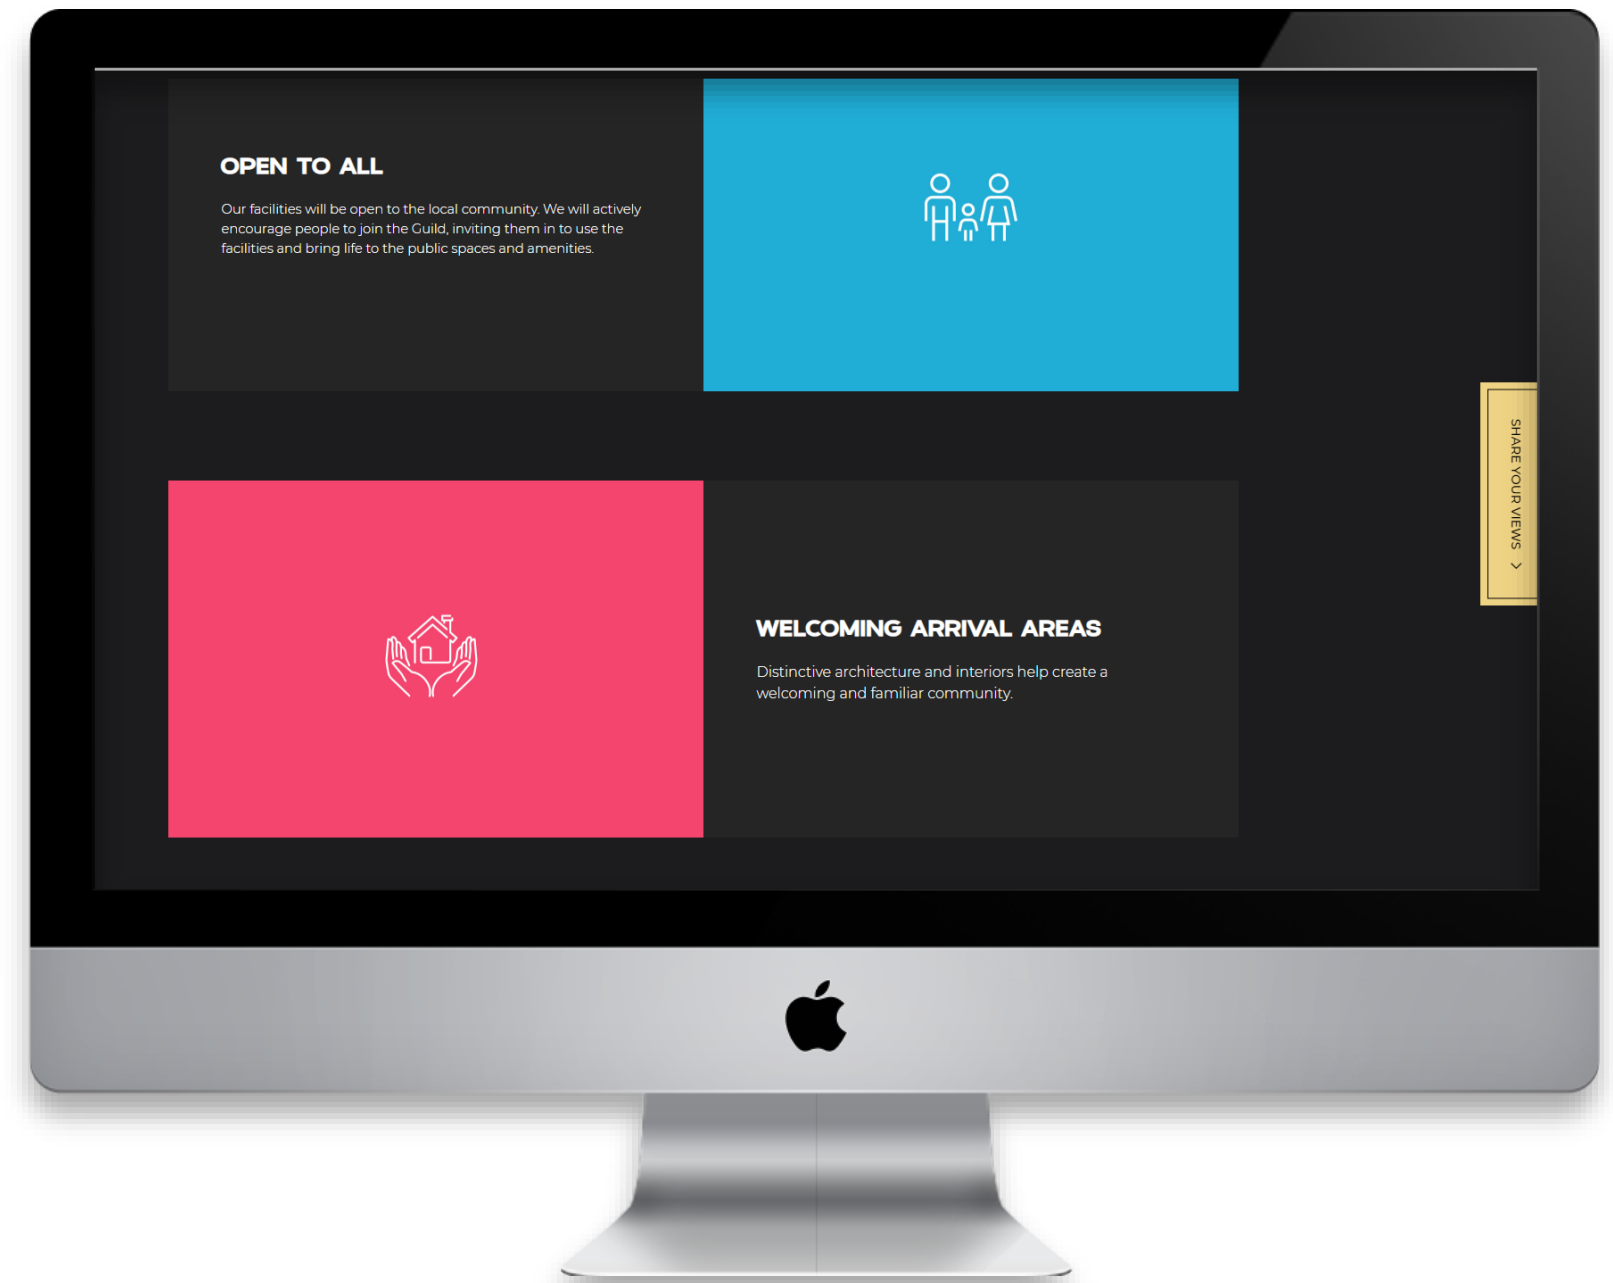 OPEN TO ALL
Our facilities will be open to the local community. We will actively
encourage people to join the Guild, inviting them in to use the
facilities and bring life to the public spaces and amenities.
SHARE YOUR VIEWS
WELCOMING ARRIVAL AREAS
Distinctive architecture and interiors help create a
welcoming and familiar community.